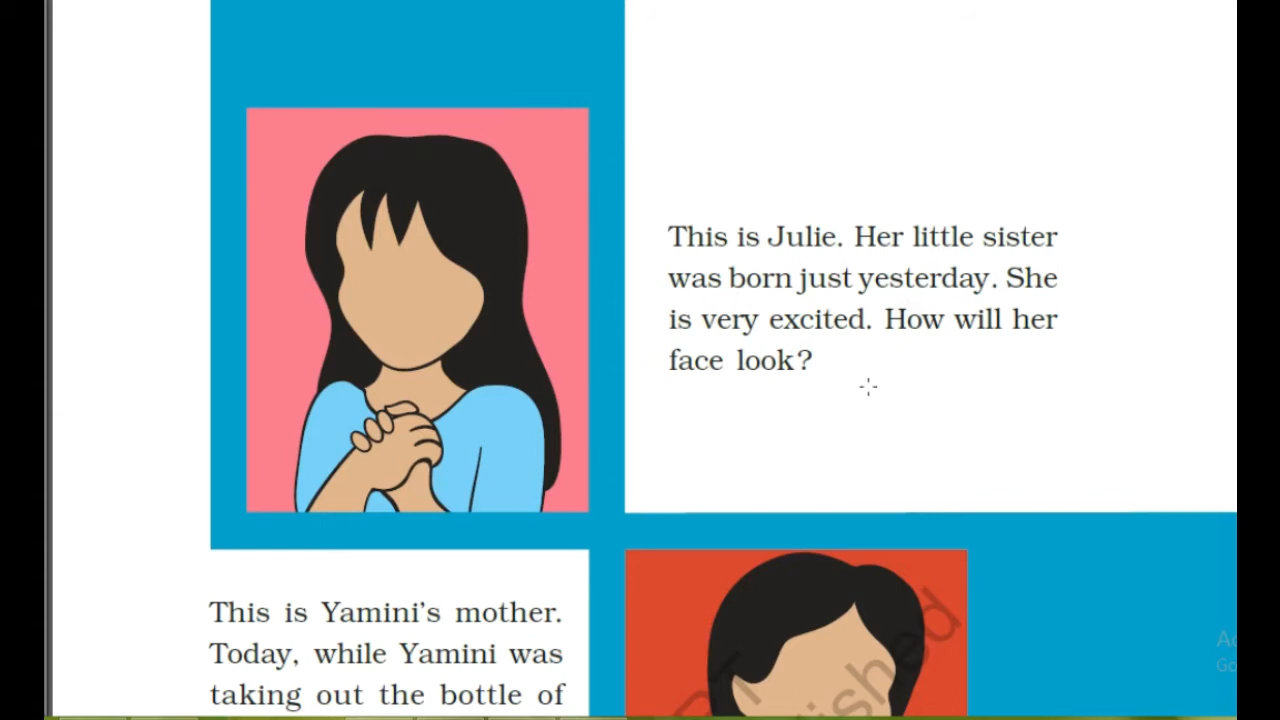 This is Julie. Her little sister
was born just yesterday. She
is very excited. How will her
face look?
This is Yamini's mother.
Today, while Yamini was
taking out the bottle of